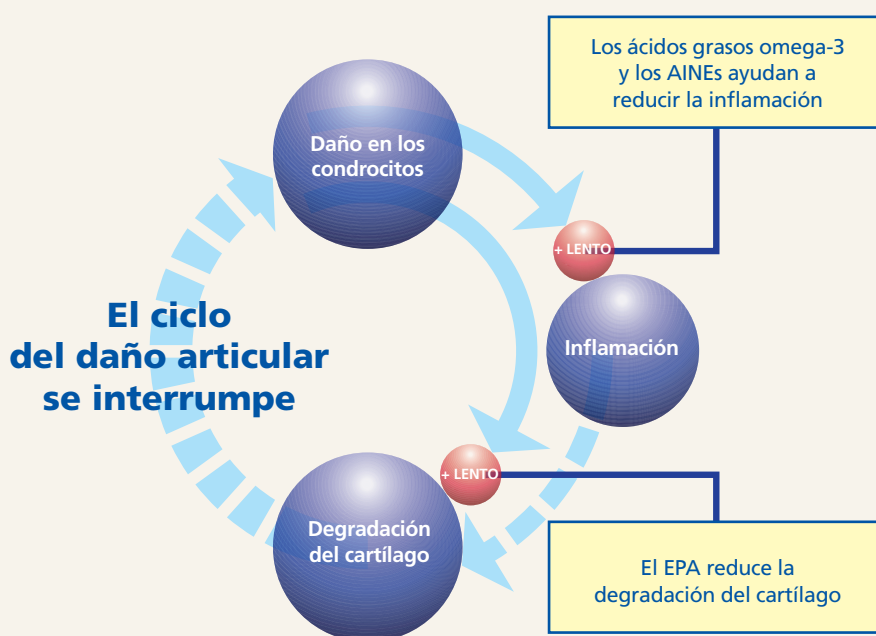 Los ácidos grasos omega-3
y los AINEs ayudan a
reducir la inflamación
Daño en los
condrocitos
+ LENTO
El ciclo
del daño articular
se interrumpe
Inflamación
+ LENTO
Degradación
del cartílago
El EPA reduce la
degradación del cartílago